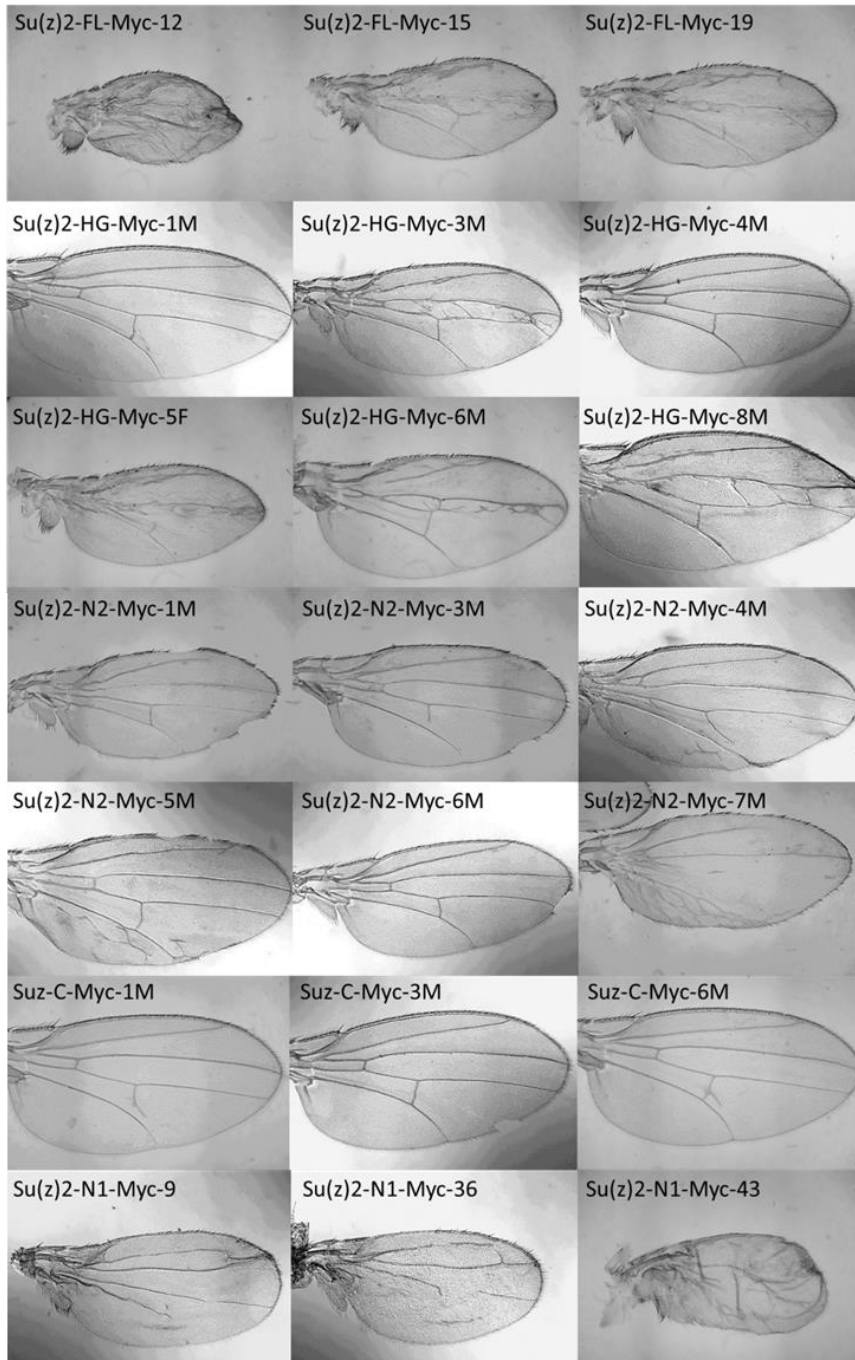 Su(z)2-FL-Myc-12
Su(z)2-FL-Myc-15
Su(z)2-FL-Myc-19
Su(z)2-HG-Myc-1M
Su(z)2-HG-Myc-3M
Su(z)2-HG-Myc-4M
Su(z)2-HG-Myc-5F
Su(z)2-HG-Myc-6M
Su(z)2-HG-Myc-8M
Su(z)2-N2-Myc-1M
Su(z)2-N2-Myc-3M
Su(z)2-N2-Myc-4M
Su(z)2-N2-Myc-5M
Su(z)2-N2-Myc-6M
Su(z)2-N2-Myc-7M
Suz-C-Myc-1M
Suz-C-Myc-3M
Suz-C-Myc-6M
Su(z)2-N1-Myc-9
Su(z)2-N1-Myc-36
Su(z)2-N1-Myc-43